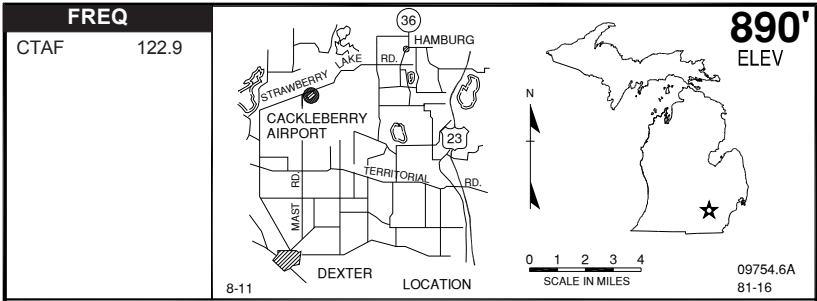 FREQ
CTAF 122.9
36
HAMBURG
STRAWBERRY LAKE RD.
CACKLEBERRY
AIRPORT
23
TERRITORIAL RD.
MAST RD.
DEXTER
LOCATION
8-11
890'
ELEV
N
0 1 2 3 4
SCALE IN MILES
09754.6A
81-16